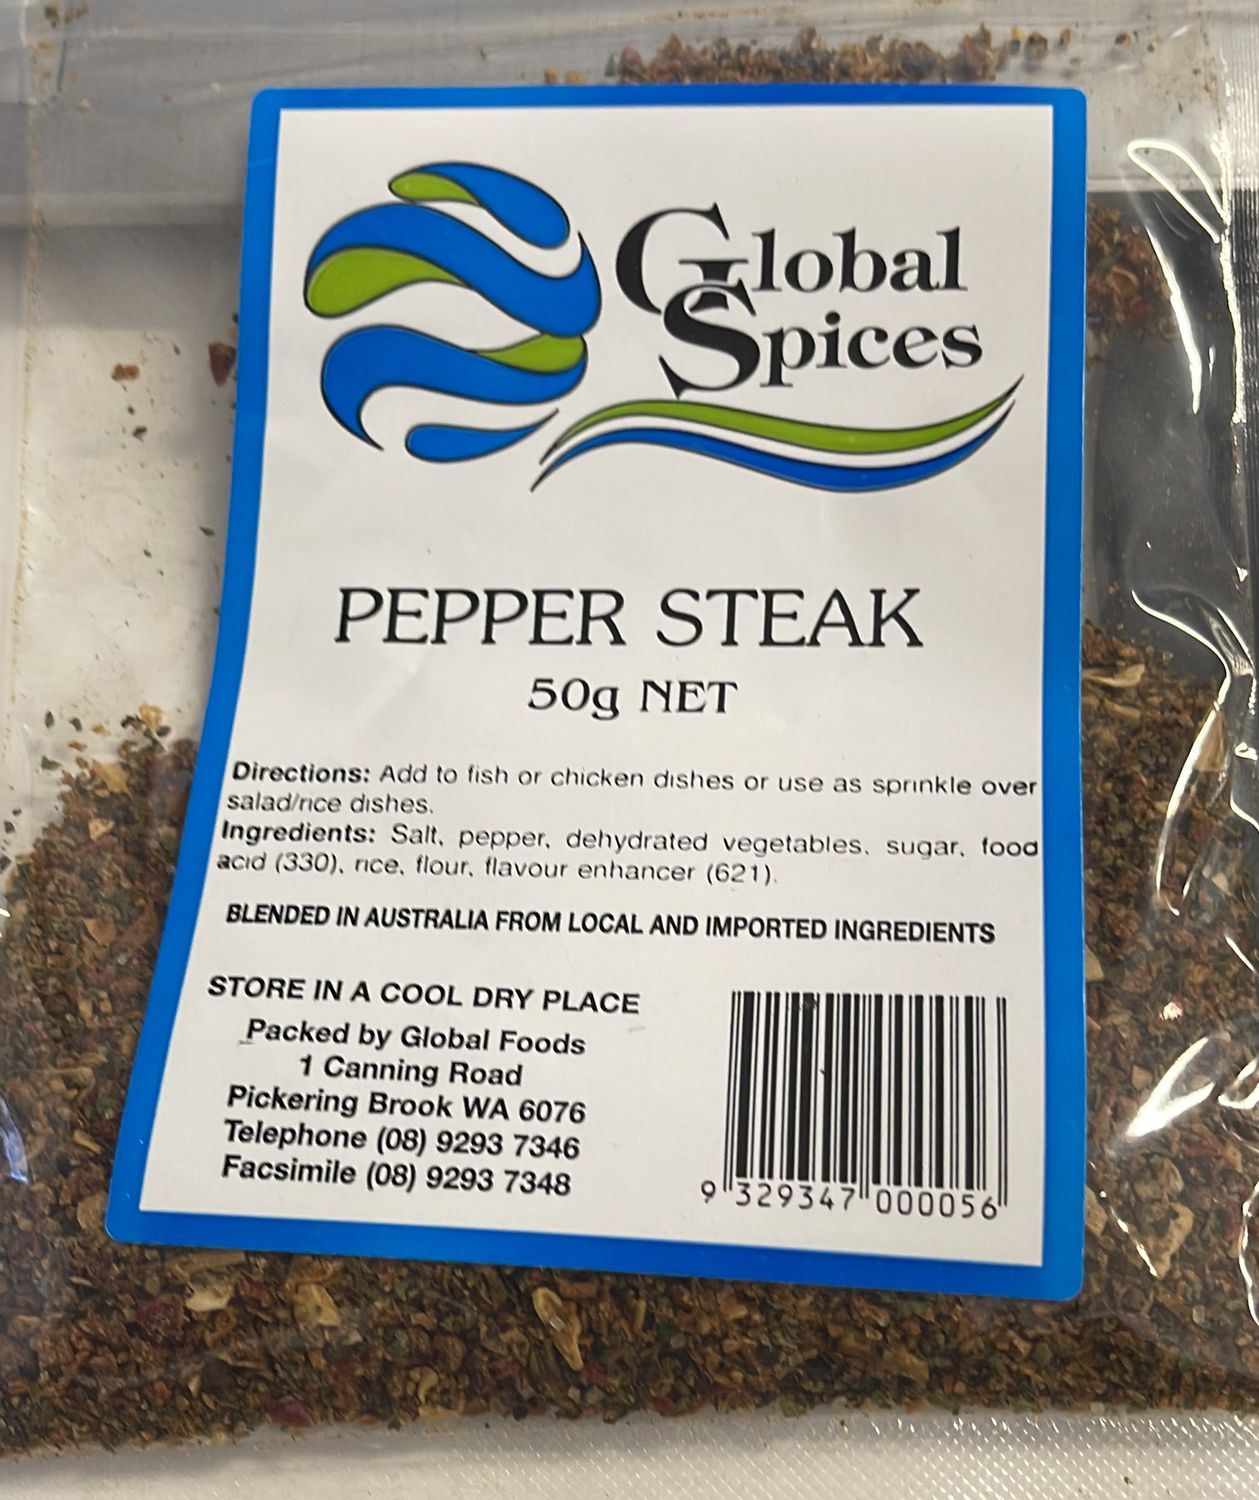 Global
Spices
PEPPER STEAK
50g NET
Directions: Add to fish or chicken dishes or use as sprinkle over
salad/rice dishes.
Ingredients: Salt, pepper, dehydrated vegetables, sugar, food
acid (330), rice, flour, flavour enhancer (621).
BLENDED IN AUSTRALIA FROM LOCAL AND IMPORTED INGREDIENTS
STORE IN A COOL DRY PLACE
Packed by Global Foods
1 Canning Road
Pickering Brook WA 6076
Telephone (08) 9293 7346
Facsimile (08) 9293 7348
9 329347 000056